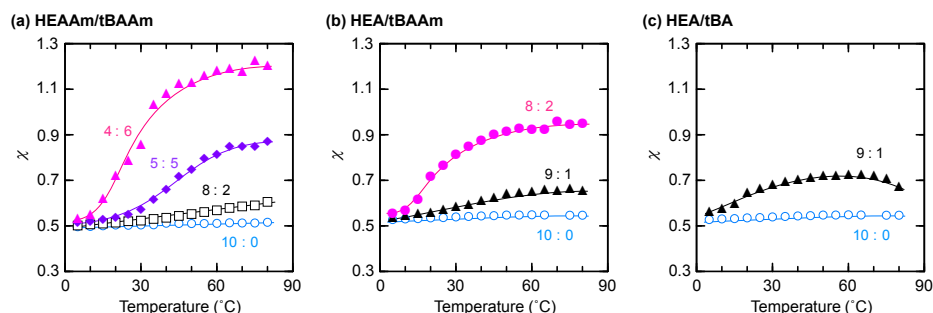 (a) HEAAm/tBAAm
(b) HEA/tBAAm
(c) HEA/tBA
1.3
1.1
0.9
0.7
0.5
0.3
χ
4 : 6
5 : 5
8 : 2
10 : 0
0
30
60
90
Temperature (°C)
1.3
1.1
0.9
0.7
0.5
0.3
χ
8 : 2
9 : 1
10 : 0
0
30
60
90
Temperature (°C)
1.3
1.1
0.9
0.7
0.5
0.3
χ
9 : 1
10 : 0
0
30
60
90
Temperature (°C)